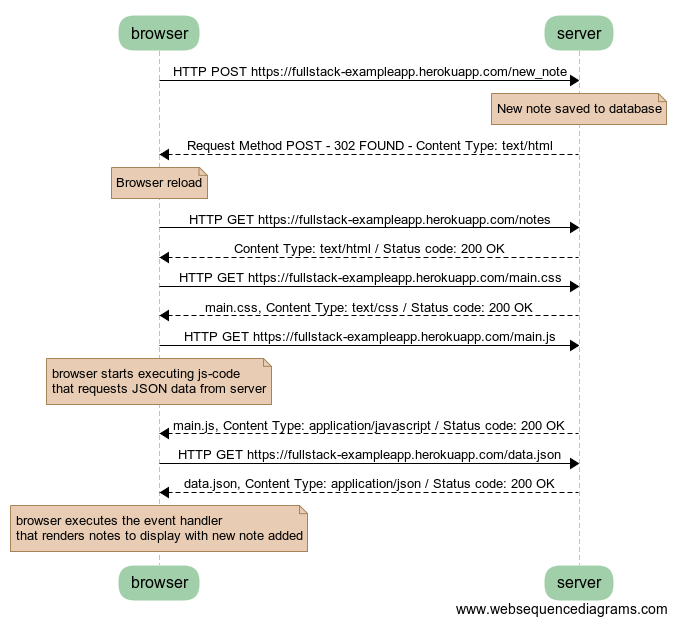 browser
server
HTTP POST https://fullstack-exampleapp.herokuapp.com/new_note
New note saved to database
Request Method POST - 302 FOUND - Content Type: text/html
Browser reload
HTTP GET https://fullstack-exampleapp.herokuapp.com/notes
Content Type: text/html / Status code: 200 OK
HTTP GET https://fullstack-exampleapp.herokuapp.com/main.css
main.css, Content Type: text/css / Status code: 200 OK
HTTP GET https://fullstack-exampleapp.herokuapp.com/main.js
browser starts executing js-code
that requests JSON data from server
main.js, Content Type: application/javascript / Status code: 200 OK
HTTP GET https://fullstack-exampleapp.herokuapp.com/data.json
data.json, Content Type: application/json / Status code: 200 OK
browser executes the event handler
that renders notes to display with new note added
browser
server
www.websequencediagrams.com